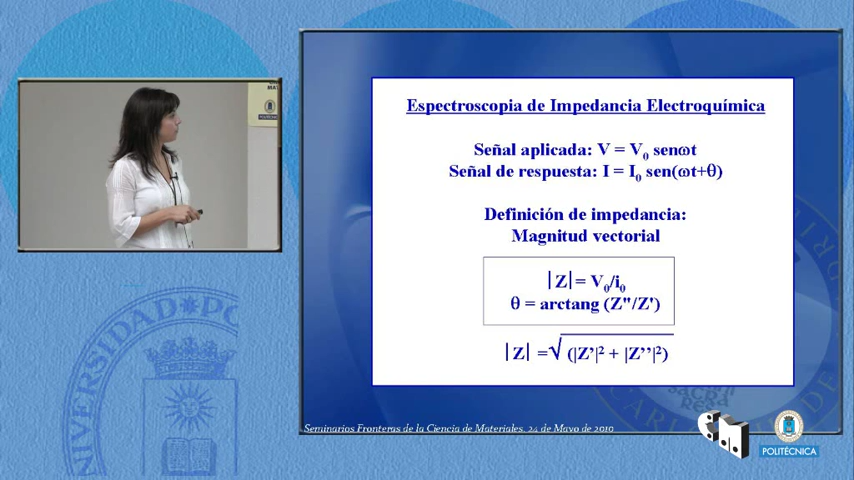 Espectroscopia de Impedancia Electroquímica
Señal aplicada: V = V0 senωt
Señal de respuesta: I = I0 sen(ωt+θ)
Definición de impedancia:
Magnitud vectorial
|Z|= V0/i0
θ = arctang (Z"/Z')
|Z| =√(|Z’|2 + |Z’’|2)
Seminarios Fronteras de la Ciencia de Materiales, 24 de Mayo de 2010
POLITÉCNICA